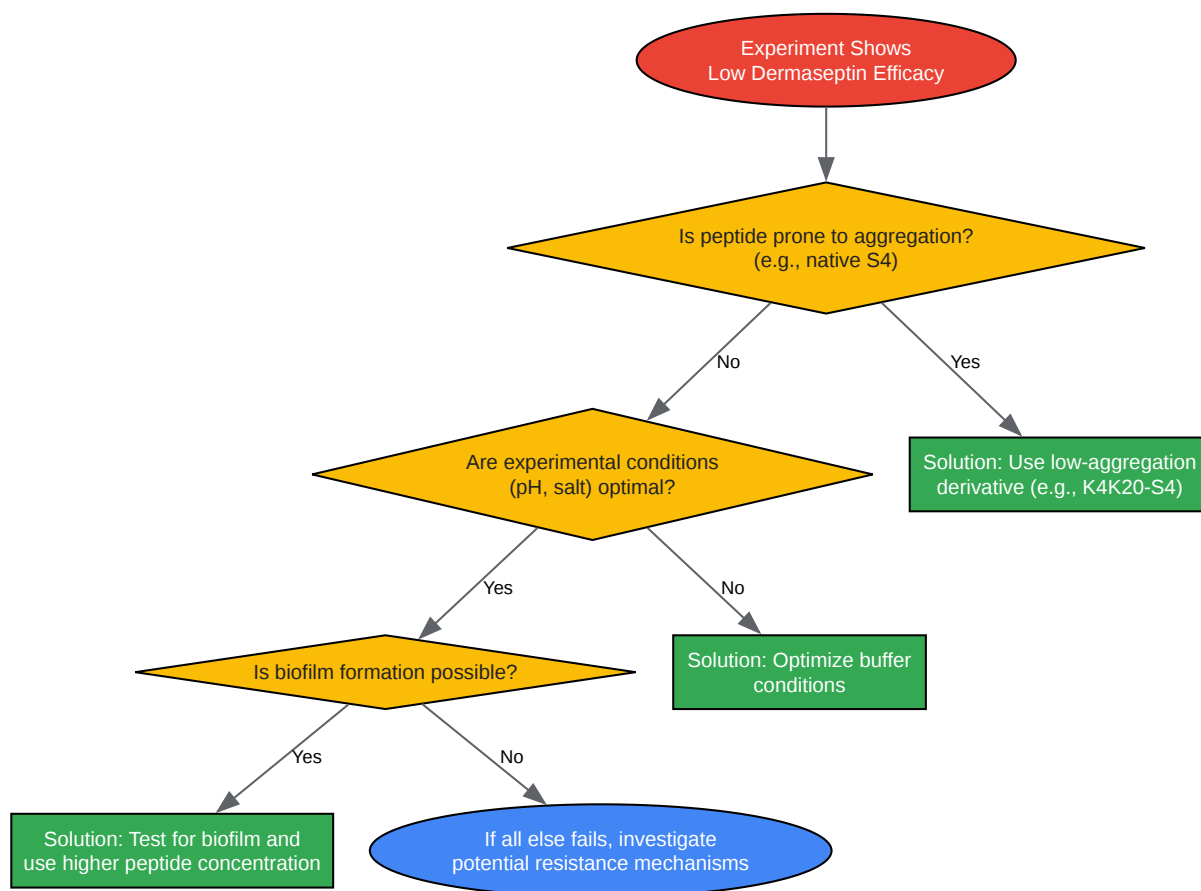 Experiment Shows
Low Dermaseptin Efficacy
Is peptide prone to aggregation?
(e.g., native S4)
No
Yes
Are experimental conditions
(pH, salt) optimal?
Solution: Use low-aggregation
derivative (e.g., K4K20-S4)
Yes
No
Is biofilm formation possible?
Solution: Optimize buffer
conditions
Yes
No
Solution: Test for biofilm and
use higher peptide concentration
If all else fails, investigate
potential resistance mechanisms